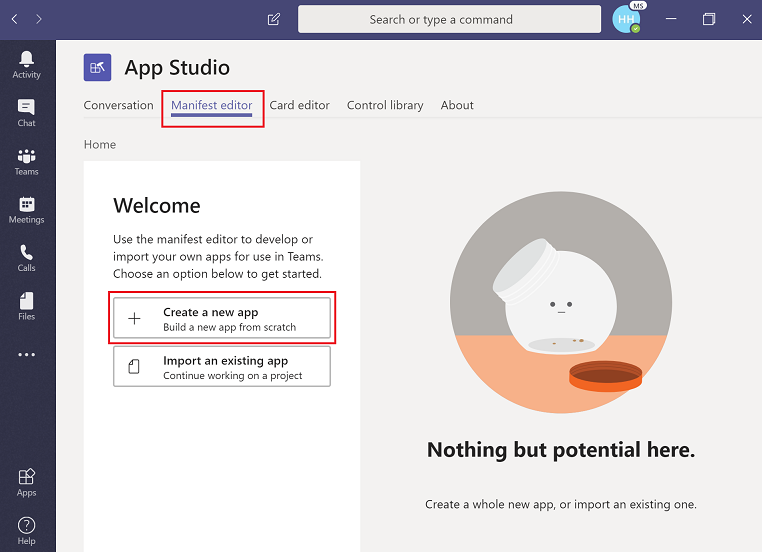 Search or type a command
HH
MS
Activity
Chat
Teams
Meetings
Calls
Files
Apps
Help
App Studio
Conversation Manifest editor Card editor Control library About
Home
Welcome
Use the manifest editor to develop or
import your own apps for use in Teams.
Choose an option below to get started.
Create a new app
Build a new app from scratch
Import an existing app
Continue working on a project
Nothing but potential here.
Create a whole new app, or import an existing one.